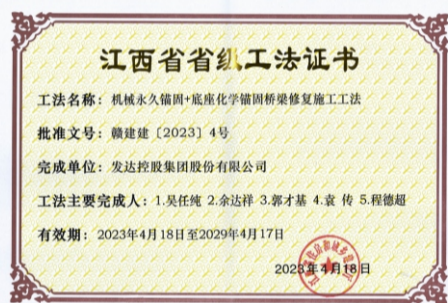 江西省省级工法证书
工法名称：机械永久锚固+底座化学锚固桥梁修复施工工法
批准文号：赣建建〔2023〕4号
完成单位：发达控股集团股份有限公司
工法主要完成人：1.吴任纯 2.余达祥 3.郭才基 4.袁 传 5.程德超
有效期：2023年4月18日至2029年4月17日
2023年4月18日